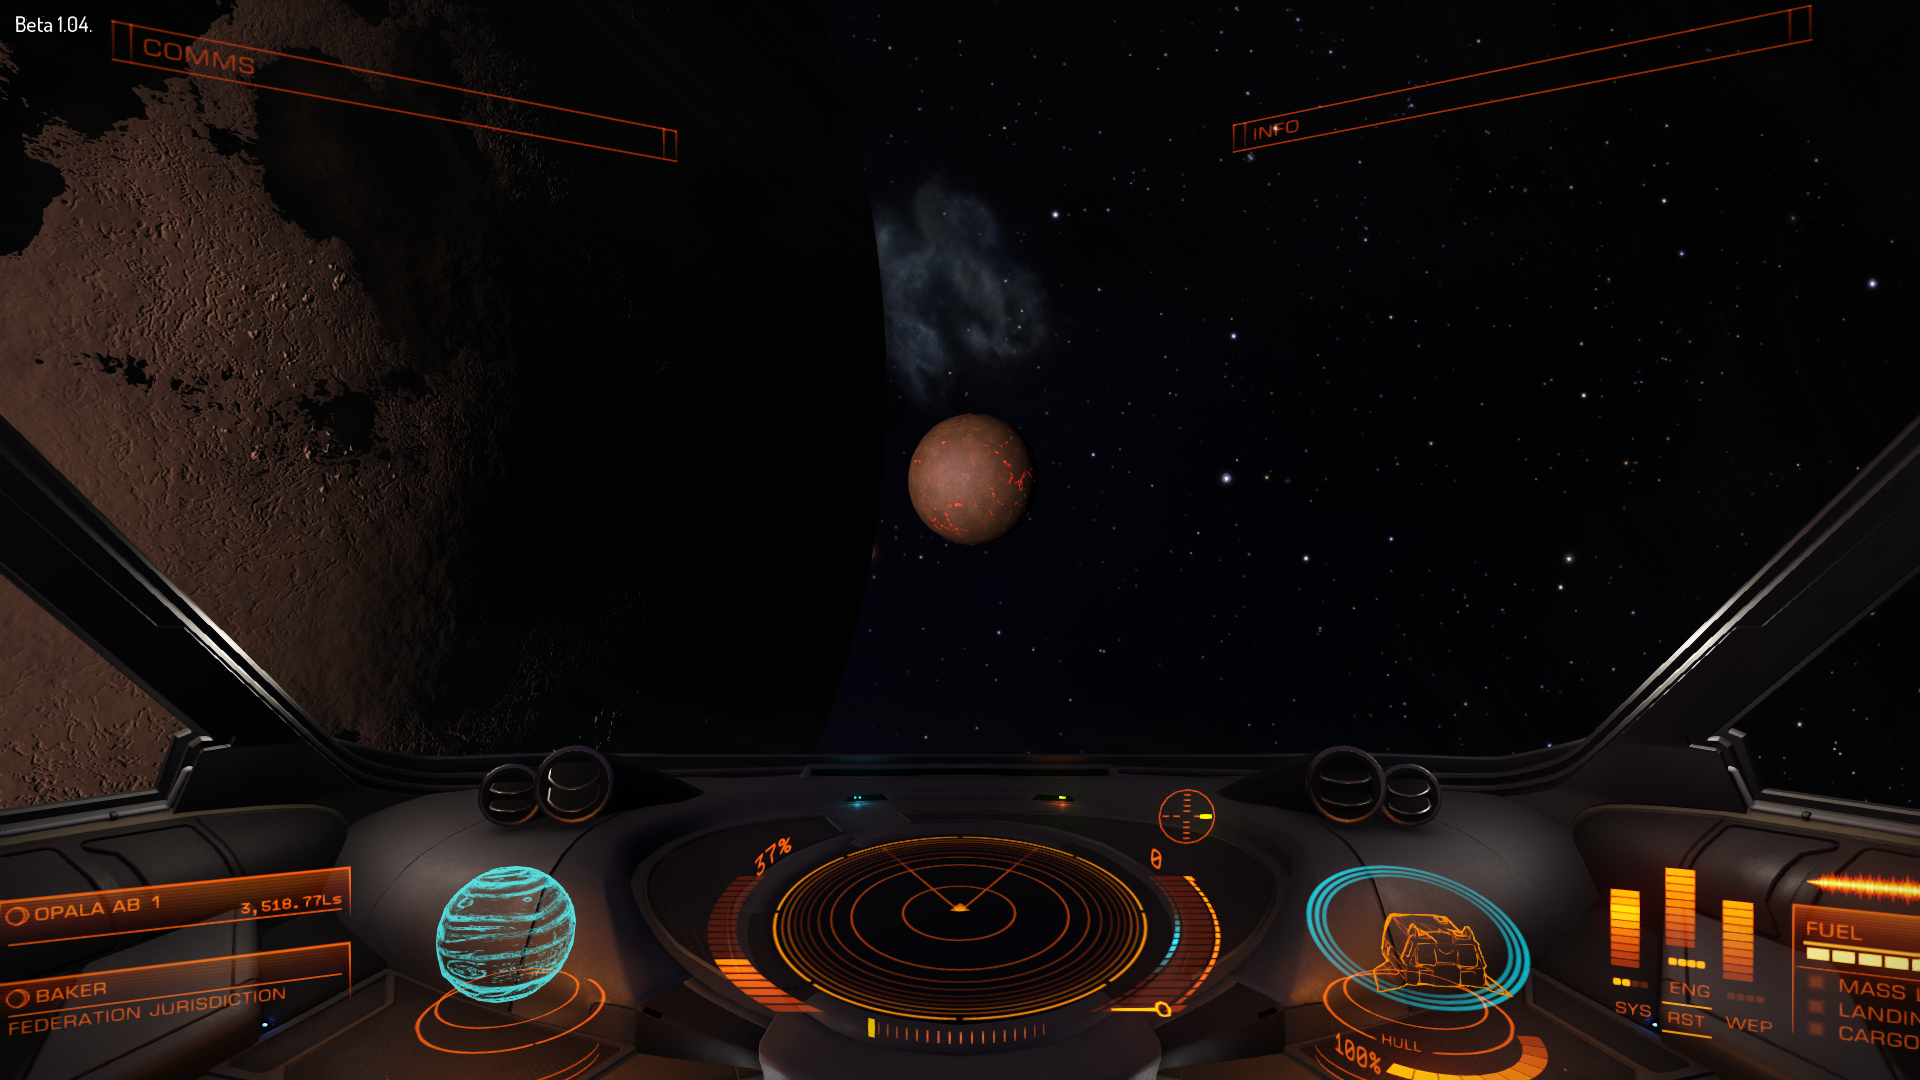 Beta 1.04.
COMMS
INFO
37%
0
OPALA AB 1
3,518.77Ls
BAKER
FEDERATION JURISDICTION
FUEL
MASS L
LANDIN
CARGO
SYS
ENG
RST
WEP
HULL
100%